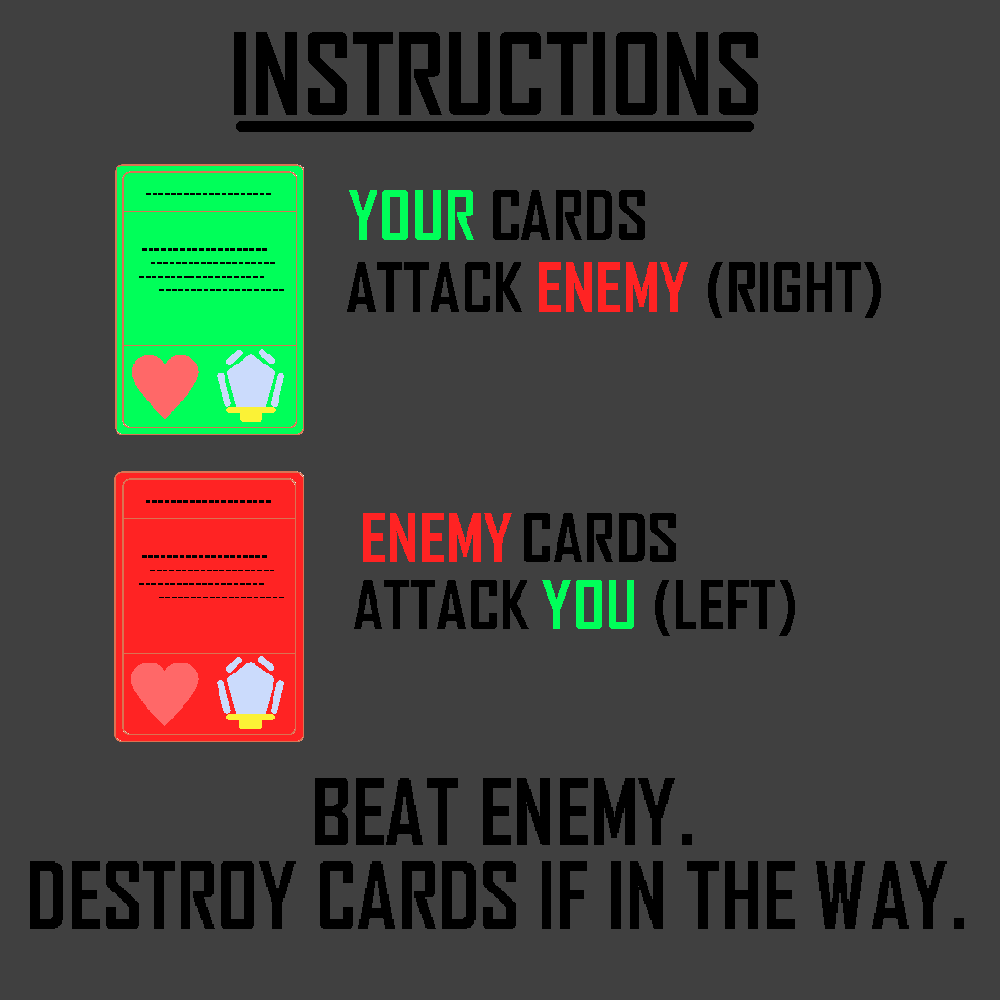 INSTRUCTIONS
YOUR CARDS
ATTACK ENEMY (RIGHT)
ENEMY CARDS
ATTACK YOU (LEFT)
BEAT ENEMY.
DESTROY CARDS IF IN THE WAY.